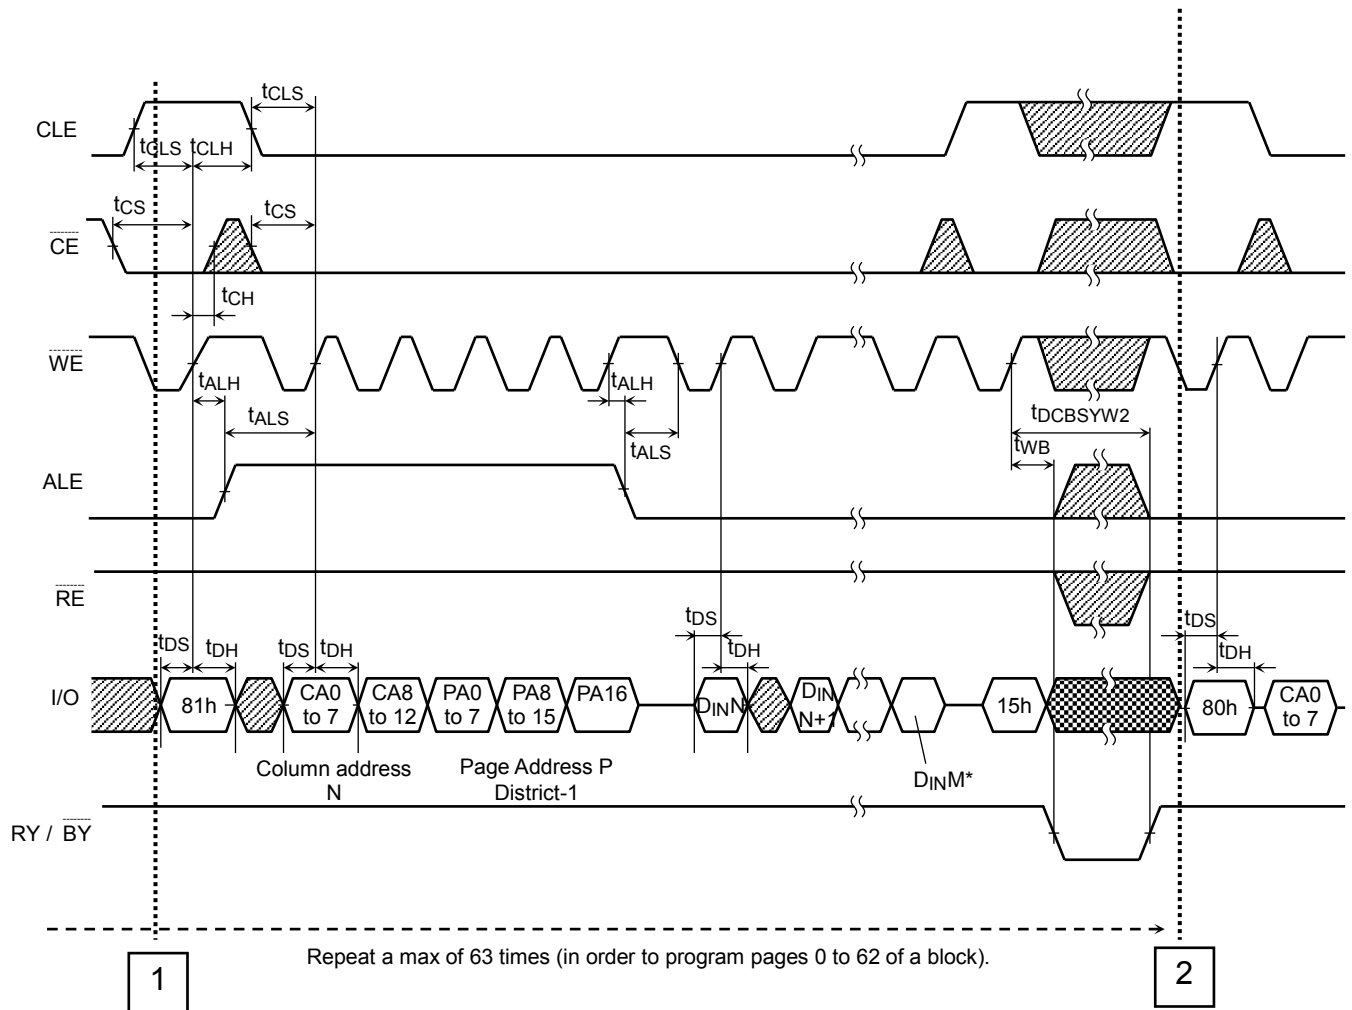 tCLS
CLE
tCLS tCLH
tCS tCS
CE
tCH
WE
tALH tALH
tALS tDCBSYW2
tALS tWB
ALE
RE
tDS tDH tDS tDH tDS tDH tDS tDH
I/O 81h CA0 to 7 CA8 to 12 PA0 to 7 PA8 to 15 PA16 DINN DIN N+1 15h 80h CA0 to 7
Column address N
Page Address P District-1
DINM*
RY / BY
Repeat a max of 63 times (in order to program pages 0 to 62 of a block).
1 2